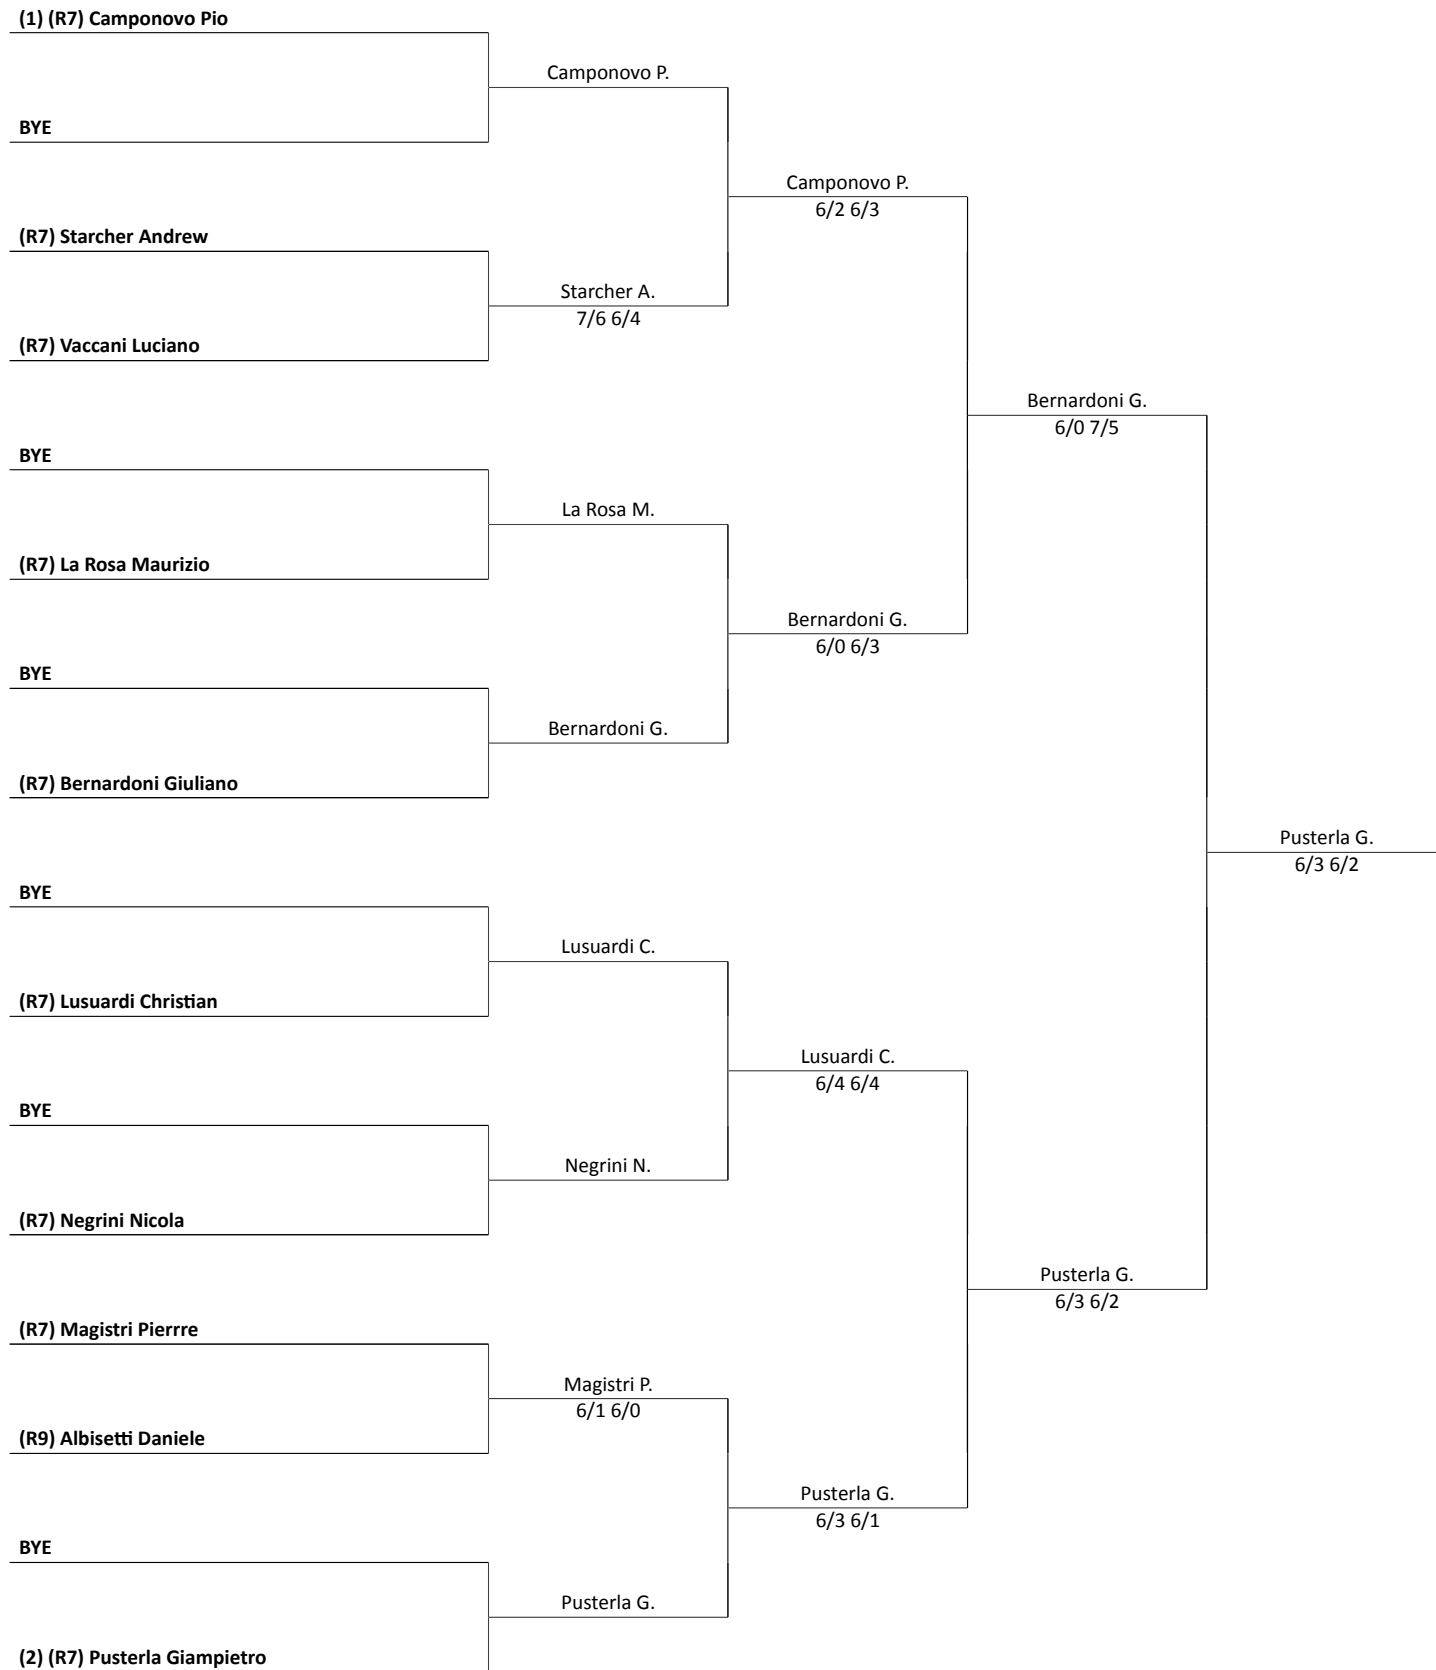 (1) (R7) Camponovo Pio
Camponovo P.
BYE
Camponovo P.
6/2 6/3
(R7) Starcher Andrew
Starcher A.
7/6 6/4
(R7) Vaccani Luciano
Bernardoni G.
6/0 7/5
BYE
La Rosa M.
(R7) La Rosa Maurizio
Bernardoni G.
6/0 6/3
BYE
Bernardoni G.
(R7) Bernardoni Giuliano
Pusterla G.
6/3 6/2
BYE
Lusuardi C.
(R7) Lusuardi Christian
Lusuardi C.
6/4 6/4
BYE
Negrini N.
(R7) Negrini Nicola
Pusterla G.
6/3 6/2
(R7) Magistri Pierrre
Magistri P.
6/1 6/0
(R9) Albisetti Daniele
Pusterla G.
6/3 6/1
BYE
Pusterla G.
(2) (R7) Pusterla Giampietro